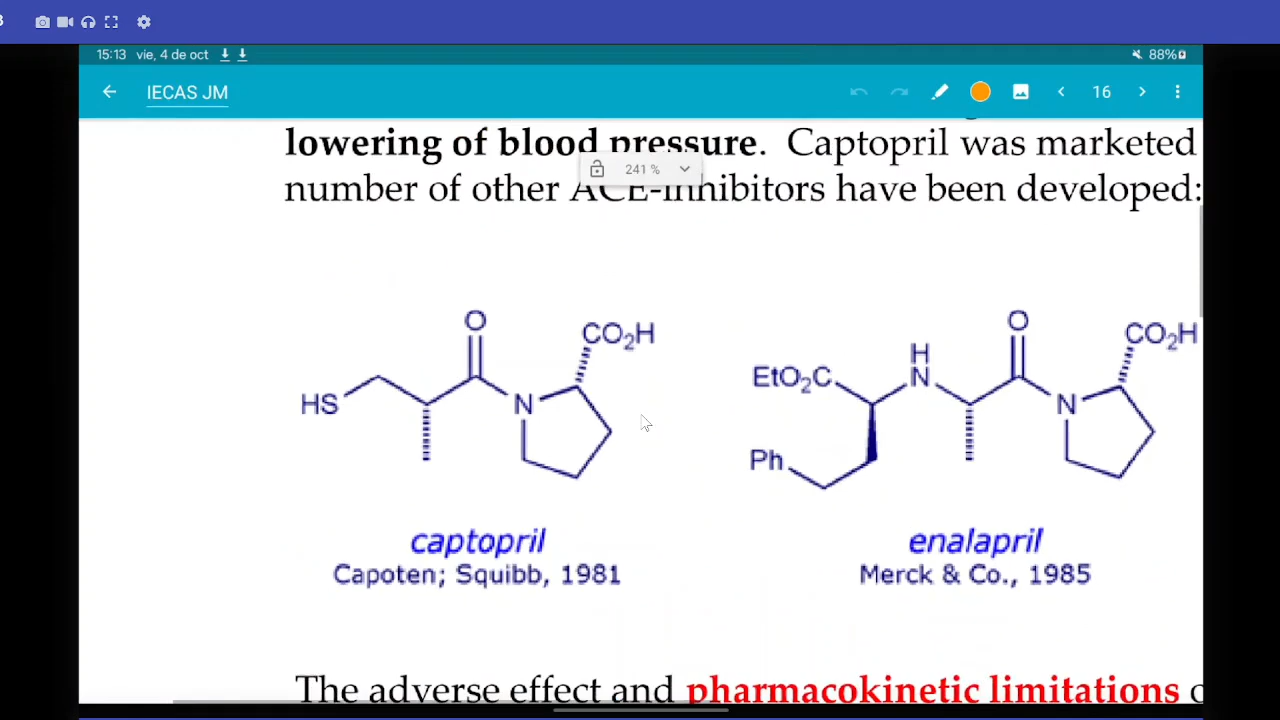 3
15:13 vie, 4 de oct 88%
IECAS JM 16
lowering of blood pressure. Captopril was marketed
241 %
number of other ACE-inhibitors have been developed:
O CO2H O CO2H
H
EtO2C N
HS N N
Ph
captopril enalapril
Capoten; Squibb, 1981 Merck & Co., 1985
The adverse effect and pharmacokinetic limitations